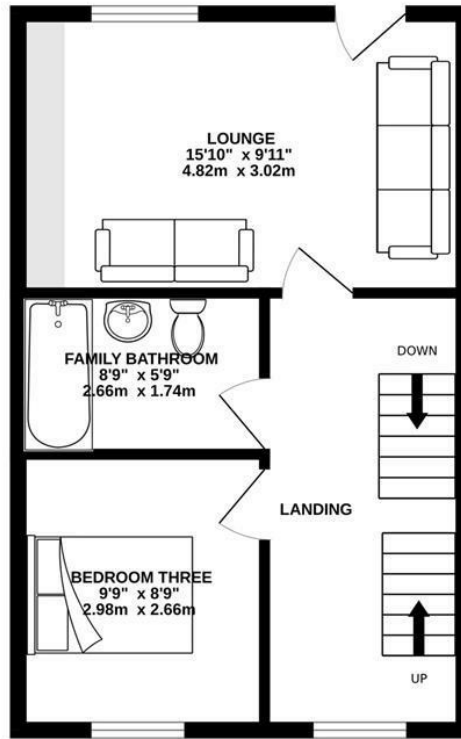 LOUNGE
15'10" x 9'11"
4.82m x 3.02m
FAMILY BATHROOM
8'9" x 5'9"
2.66m x 1.74m
DOWN
LANDING
BEDROOM THREE
9'9" x 8'9"
2.98m x 2.66m
UP